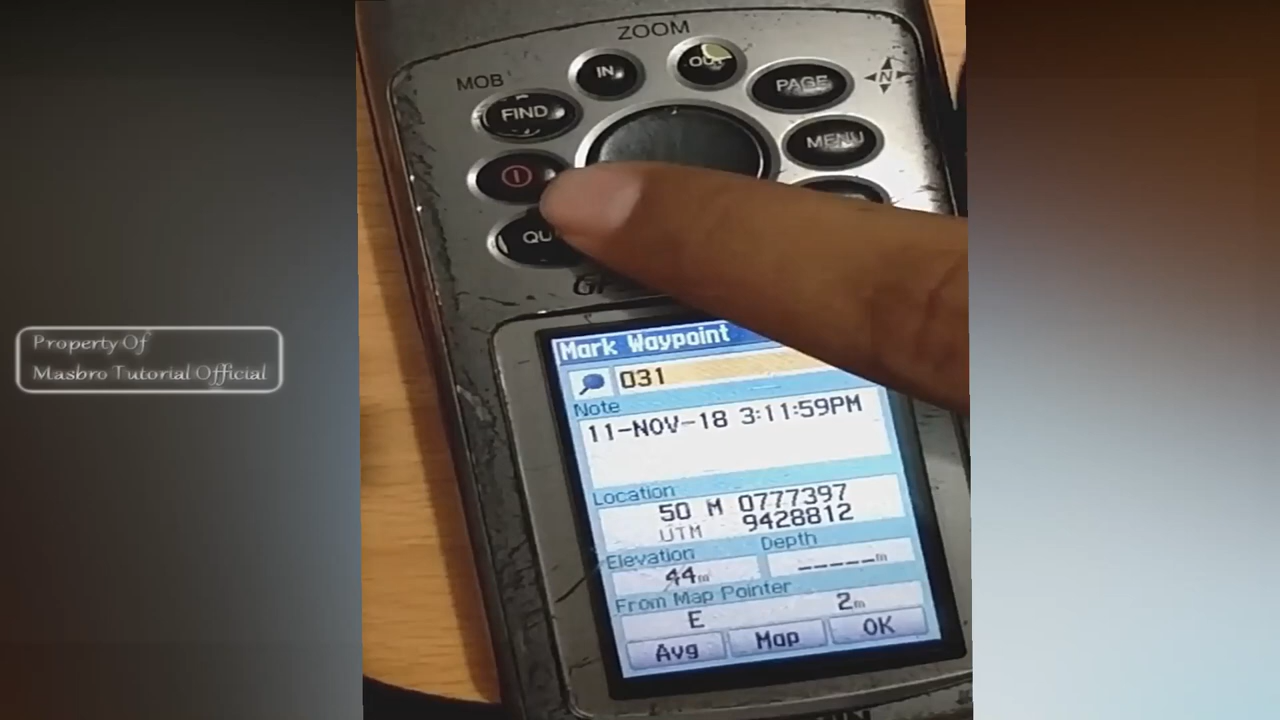 ZOOM
MOB
IN
OUT
PAGE
N
FIND
MENU
Property Of
Masbro Tutorial Official
Mark Waypoint
031
Note
11-NOV-18 3:11:59PM
Location
50 M 0777397
UTM 9428812
Elevation
Depth
44m
-----m
From Map Pointer
E 2m
Avg Map OK